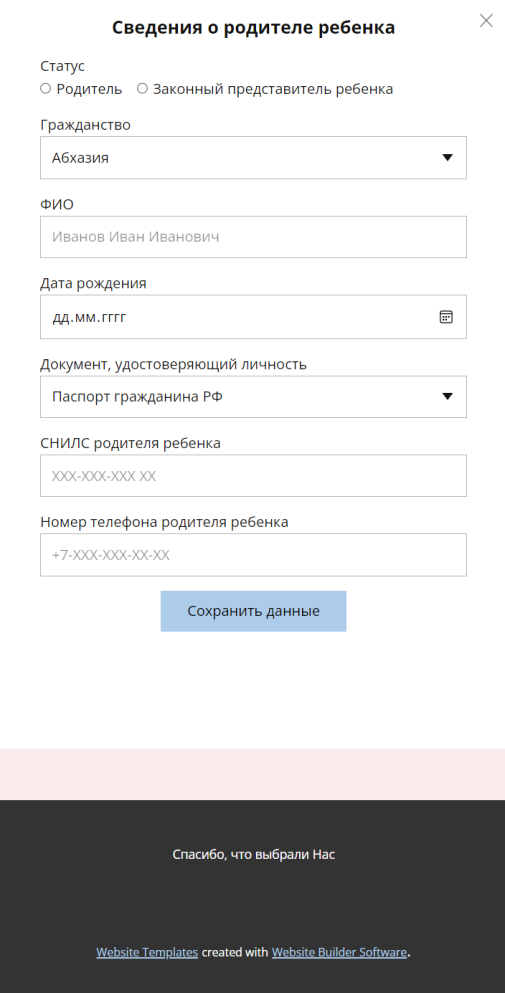 Сведения о родителе ребенка
Статус
Родитель Законный представитель ребенка
Гражданство
Абхазия
ФИО
Иванов Иван Иванович
Дата рождения
дд.мм.гггг
Документ, удостоверяющий личность
Паспорт гражданина РФ
СНИЛС родителя ребенка
XXX-XXX-XXX XX
Номер телефона родителя ребенка
+7-XXX-XXX-XX-XX
Сохранить данные
Спасибо, что выбрали Нас
Website Templates created with Website Builder Software.